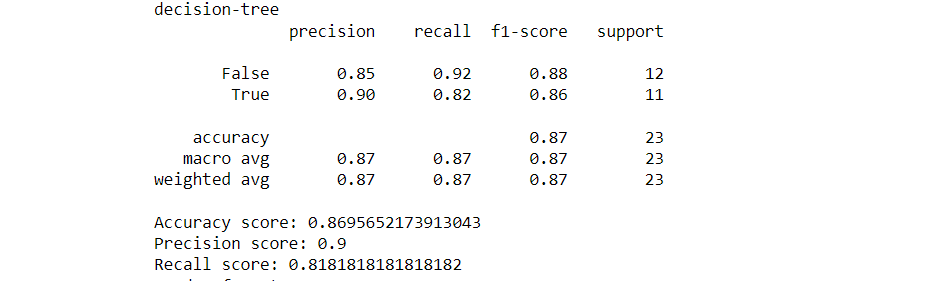 decision-tree
precision recall f1-score support
False 0.85 0.92 0.88 12
True 0.90 0.82 0.86 11
accuracy 0.87 23
macro avg 0.87 0.87 0.87 23
weighted avg 0.87 0.87 0.87 23
Accuracy score: 0.8695652173913043
Precision score: 0.9
Recall score: 0.8181818181818182